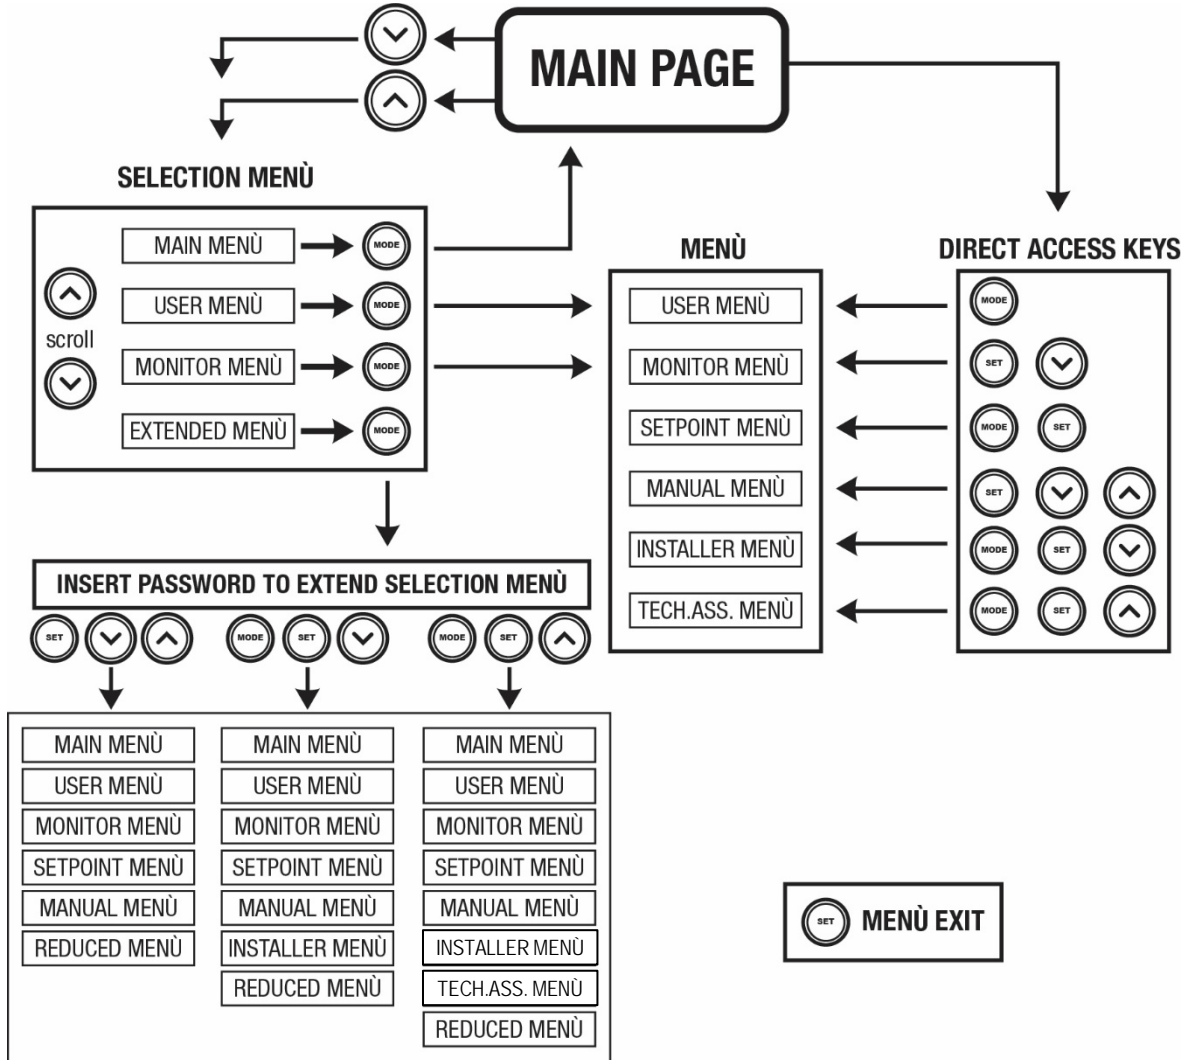 MAIN PAGE
SELECTION MENÙ
MAIN MENÙ MODE
USER MENÙ MODE
scroll
MONITOR MENÙ MODE
EXTENDED MENÙ MODE
MENÙ
USER MENÙ
MONITOR MENÙ
SETPOINT MENÙ
MANUAL MENÙ
INSTALLER MENÙ
TECH.ASS. MENÙ
DIRECT ACCESS KEYS
MODE
SET
MODE SET
SET
MODE SET
MODE SET
INSERT PASSWORD TO EXTEND SELECTION MENÙ
SET MODE SET MODE SET
MAIN MENÙ
USER MENÙ
MONITOR MENÙ
SETPOINT MENÙ
MANUAL MENÙ
REDUCED MENÙ
MAIN MENÙ
USER MENÙ
MONITOR MENÙ
SETPOINT MENÙ
MANUAL MENÙ
INSTALLER MENÙ
REDUCED MENÙ
MAIN MENÙ
USER MENÙ
MONITOR MENÙ
SETPOINT MENÙ
MANUAL MENÙ
INSTALLER MENÙ
TECH.ASS. MENÙ
REDUCED MENÙ
SET MENÙ EXIT